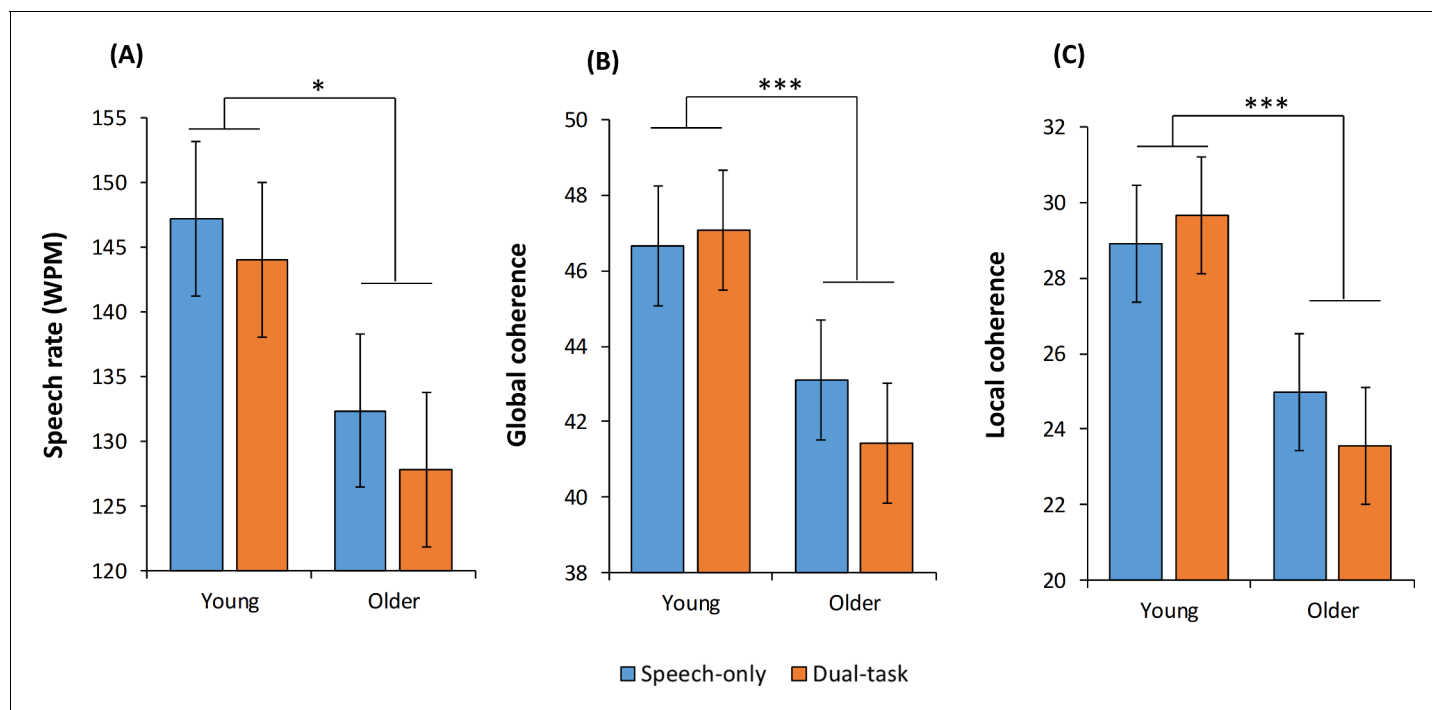 (A)
*
Speech rate (WPM)
155
150
145
140
135
130
125
120
Young
Older
(B)
***
Global coherence
50
48
46
44
42
40
38
Young
Older
(C)
***
Local coherence
32
30
28
26
24
22
20
Young
Older
Speech-only
Dual-task